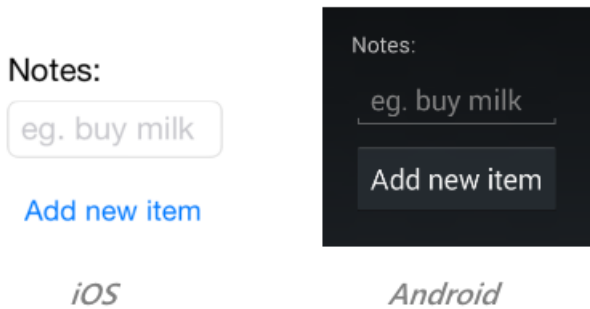 Notes:
eg. buy milk
Add new item
iOS
Notes:
eg. buy milk
Add new item
Android